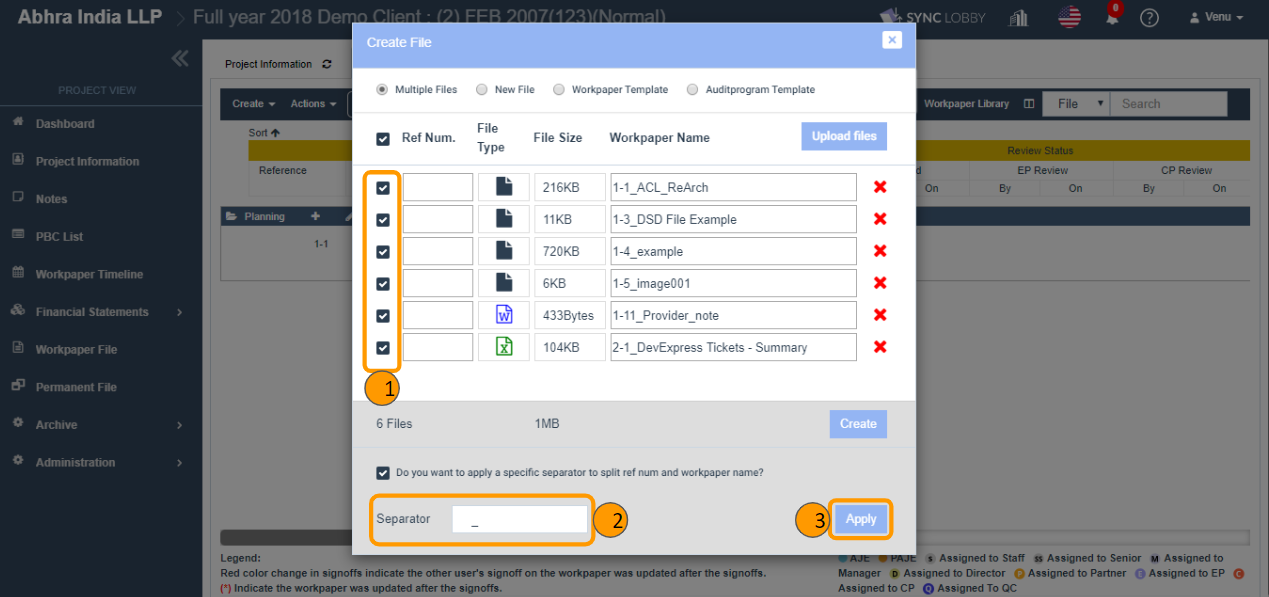 Abhra India LLP > Full year 2018 Demo Client : (2) FEB 2007(123)(Normal)
SYNC LOBBY 0 ? Venu
PROJECT VIEW
Dashboard
Project Information
Notes
PBC List
Workpaper Timeline
Financial Statements
Workpaper File
Permanent File
Archive
Administration
Project Information
Create Actions
Workpaper Library File Search
Sort
Review Status
Reference
EP Review CP Review
On By On By On
Planning +
1-1
Create File
Multiple Files New File Workpaper Template Auditprogram Template
Ref Num. File Type File Size Workpaper Name Upload files
216KB 1-1_ACL_ReArch
11KB 1-3_DSD File Example
720KB 1-4_example
6KB 1-5_image001
W 433Bytes 1-11_Provider_note
X 104KB 2-1_DevExpress Tickets - Summary
1
6 Files 1MB Create
Do you want to apply a specific separator to split ref num and workpaper name?
Separator _ 2 3 Apply
Legend:
Red color change in signoffs indicate the other user's signoff on the workpaper was updated after the signoffs.
(*) Indicate the workpaper was updated after the signoffs.
AJE PAJE S Assigned to Staff SS Assigned to Senior M Assigned to
Manager D Assigned to Director P Assigned to Partner E Assigned to EP C
Assigned to CP Q Assigned To QC